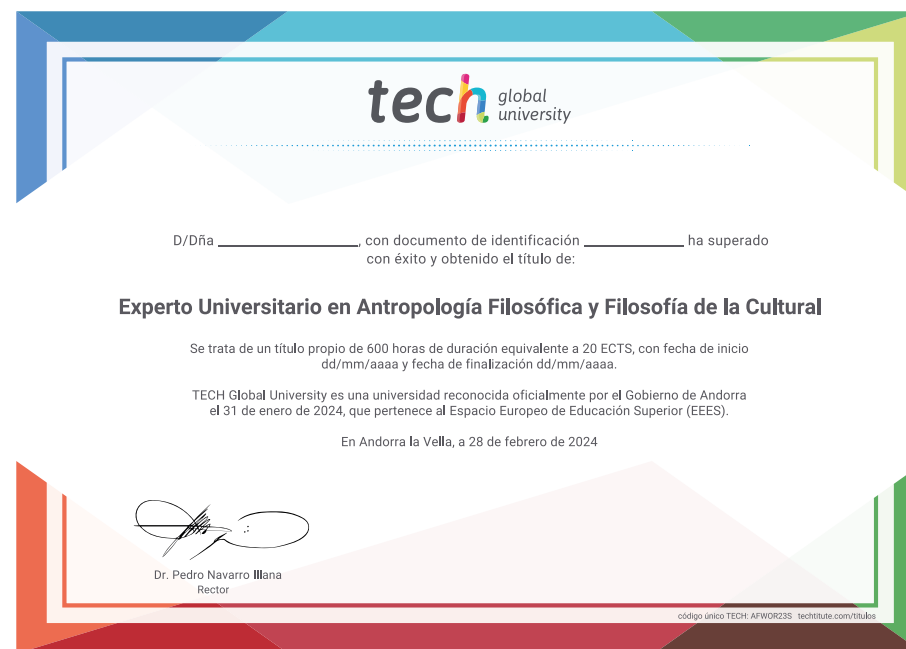 tech global university
D/Dña ____________________, con documento de identificación ______________ ha superado
con éxito y obtenido el título de:
Experto Universitario en Antropología Filosófica y Filosofía de la Cultural
Se trata de un título propio de 600 horas de duración equivalente a 20 ECTS, con fecha de inicio
dd/mm/aaaa y fecha de finalización dd/mm/aaaa.
TECH Global University es una universidad reconocida oficialmente por el Gobierno de Andorra
el 31 de enero de 2024, que pertenece al Espacio Europeo de Educación Superior (EEES).
En Andorra la Vella, a 28 de febrero de 2024
Dr. Pedro Navarro Illana
Rector
código único TECH: AFWOR23S techtitute.com/titulos